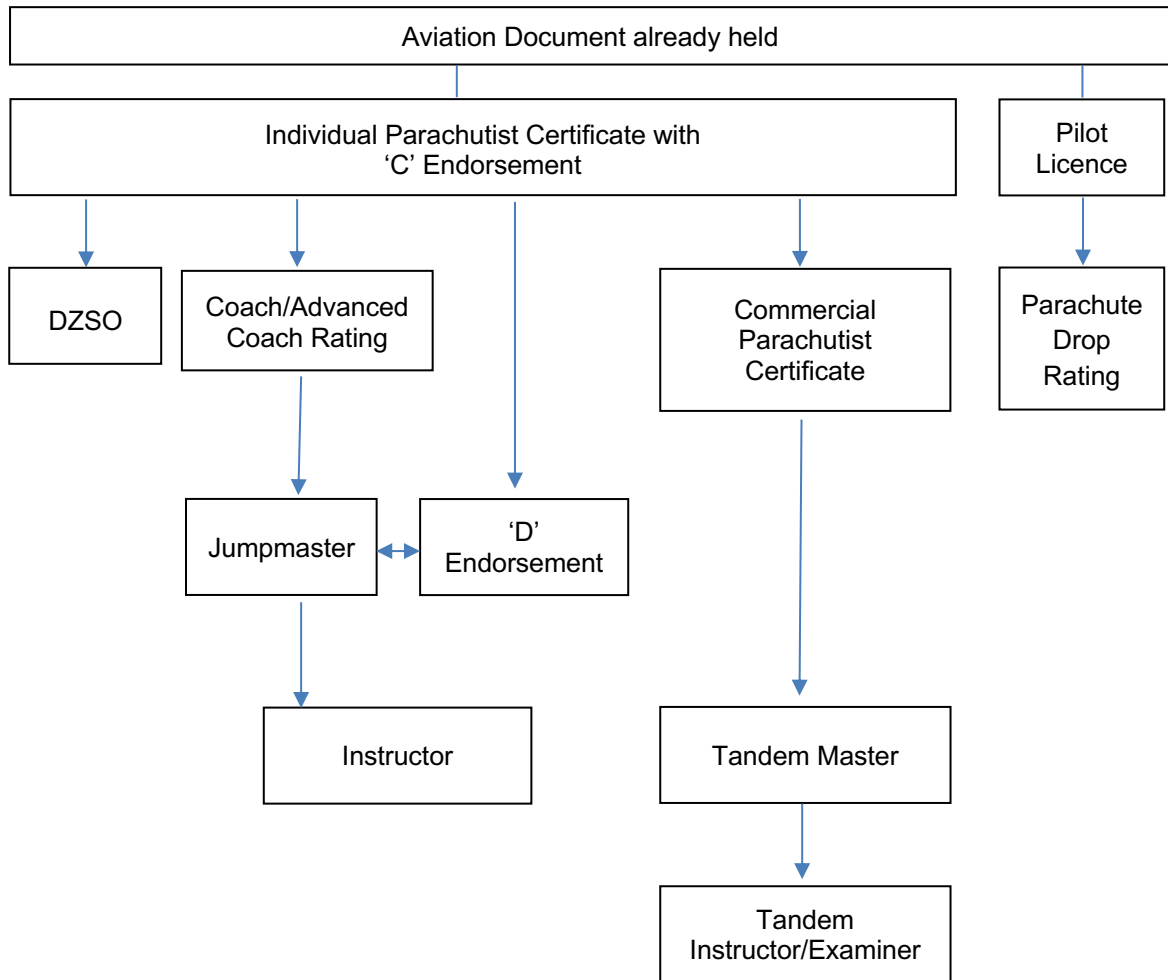 Aviation Document already held
Individual Parachutist Certificate with
‘C’ Endorsement
Pilot
Licence
DZSO
Coach/Advanced
Coach Rating
Commercial
Parachutist
Certificate
Parachute
Drop
Rating
Jumpmaster
‘D’
Endorsement
Instructor
Tandem Master
Tandem
Instructor/Examiner